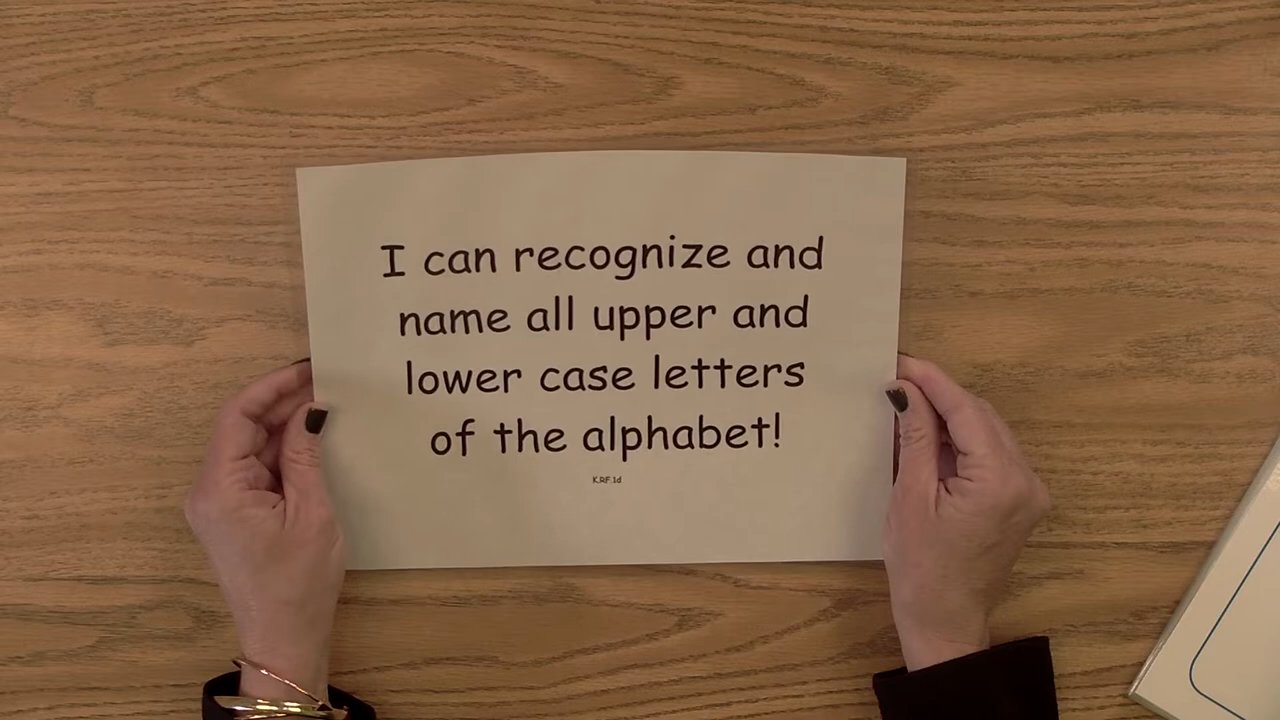 I can recognize and
name all upper and
lower case letters
of the alphabet!
K.RF.1d